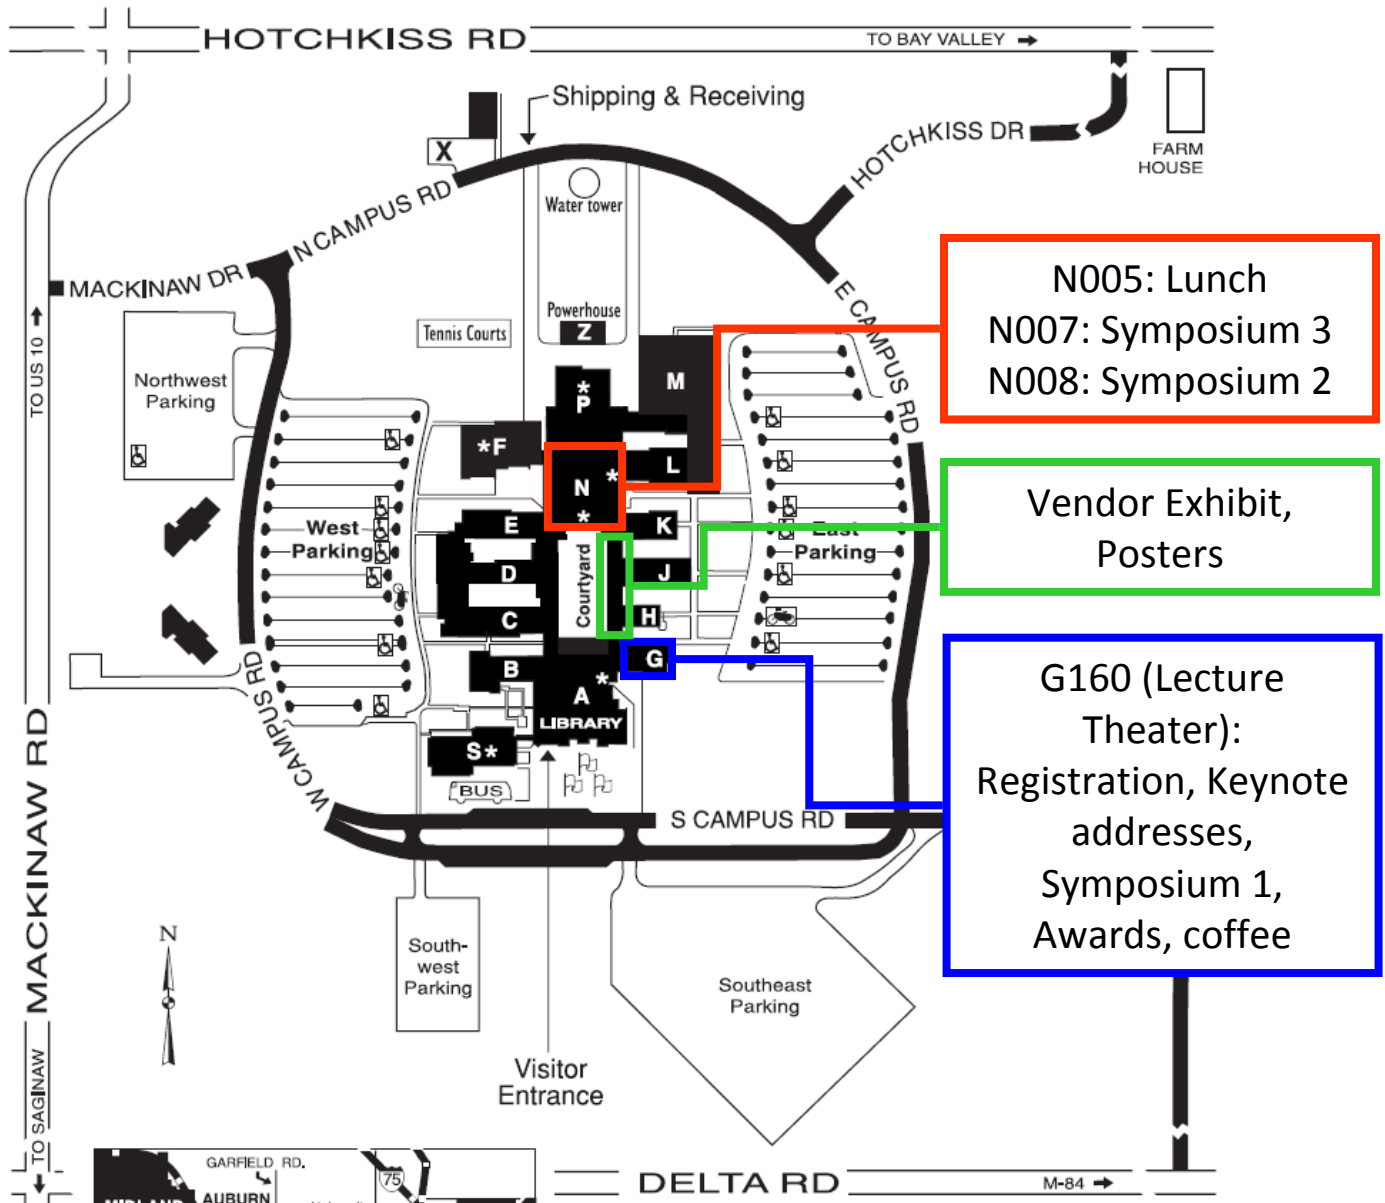 HOTCHKISS RD
TO BAY VALLEY
Shipping & Receiving
X
HOTCHKISS DR
FARM
HOUSE
Water tower
N CAMPUS RD
MACKINAW DR
E CAMPUS RD
N005: Lunch
N007: Symposium 3
N008: Symposium 2
TO US 10
Powerhouse
Z
Tennis Courts
Northwest
Parking
M
*
P
*F
L
N
*
*
E
K
West
Parking
East
Parking
Vendor Exhibit,
Posters
D
Courtyard
J
C
H
B
G
A
*
LIBRARY
S*
BUS
W CAMPUS RD
S CAMPUS RD
G160 (Lecture
Theater):
Registration, Keynote
addresses,
Symposium 1,
Awards, coffee
MACKINAW RD
N
South-
west
Parking
Southeast
Parking
Visitor
Entrance
TO SAGINAW
GARFIELD RD.
75
MIDLAND
AUBURN
DELTA RD
M-84